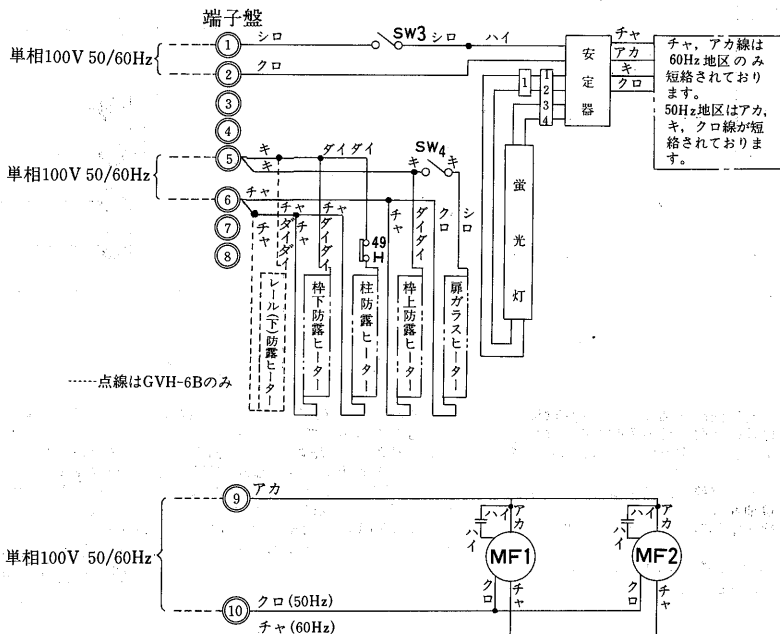 端子盤
単相100V 50/60Hz
1
シロ
SW3
シロ
ハイ
2
クロ
3
4
安定器
チャ
アカ
キ
クロ
チャ，アカ線は
60Hz地区のみ
短絡されており
ます。
50Hz地区はアカ，
キ，クロ線が短
絡されておりま
す。
1
1
2
3
4
蛍光灯
単相100V 50/60Hz
5
キ
キ
ダイダイ
キ
SW4
キ
6
チャ
チャ
チャ
チャ
チャ
ダイダイ
ダイダイ
チャ
ダイダイ
クロ
シロ
7
8
49
H
レール(下)防露ヒーター
枠下防露ヒーター
柱防露ヒーター
枠上防露ヒーター
扉ガラスヒーター
------点線はGVH-6Bのみ
単相100V 50/60Hz
9
アカ
ハイ
アカ
ハイ
MF1
クロ
チャ
ハイ
アカ
ハイ
MF2
クロ
チャ
10
クロ(50Hz)
チャ(60Hz)